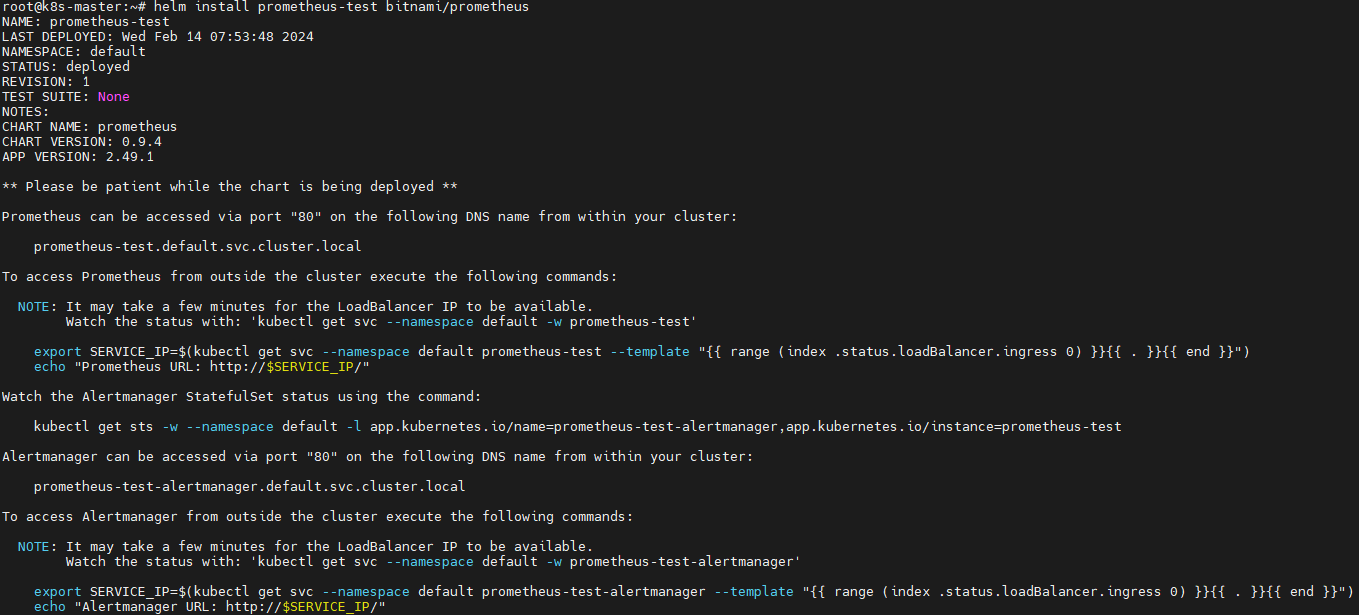 root@k8s-master:~# helm install prometheus-test bitnami/prometheus
NAME: prometheus-test
LAST DEPLOYED: Wed Feb 14 07:53:48 2024
NAMESPACE: default
STATUS: deployed
REVISION: 1
TEST SUITE: None
NOTES:
CHART NAME: prometheus
CHART VERSION: 0.9.4
APP VERSION: 2.49.1
** Please be patient while the chart is being deployed **
Prometheus can be accessed via port "80" on the following DNS name from within your cluster:
prometheus-test.default.svc.cluster.local
To access Prometheus from outside the cluster execute the following commands:
NOTE: It may take a few minutes for the LoadBalancer IP to be available.
Watch the status with: 'kubectl get svc --namespace default -w prometheus-test'
export SERVICE_IP=$(kubectl get svc --namespace default prometheus-test --template "{{ range (index .status.loadBalancer.ingress 0) }}{{ . }}{{ end }}")
echo "Prometheus URL: http://$SERVICE_IP/"
Watch the Alertmanager StatefulSet status using the command:
kubectl get sts -w --namespace default -l app.kubernetes.io/name=prometheus-test-alertmanager,app.kubernetes.io/instance=prometheus-test
Alertmanager can be accessed via port "80" on the following DNS name from within your cluster:
prometheus-test-alertmanager.default.svc.cluster.local
To access Alertmanager from outside the cluster execute the following commands:
NOTE: It may take a few minutes for the LoadBalancer IP to be available.
Watch the status with: 'kubectl get svc --namespace default -w prometheus-test-alertmanager'
export SERVICE_IP=$(kubectl get svc --namespace default prometheus-test-alertmanager --template "{{ range (index .status.loadBalancer.ingress 0) }}{{ . }}{{ end }}")
echo "Alertmanager URL: http://$SERVICE_IP/"